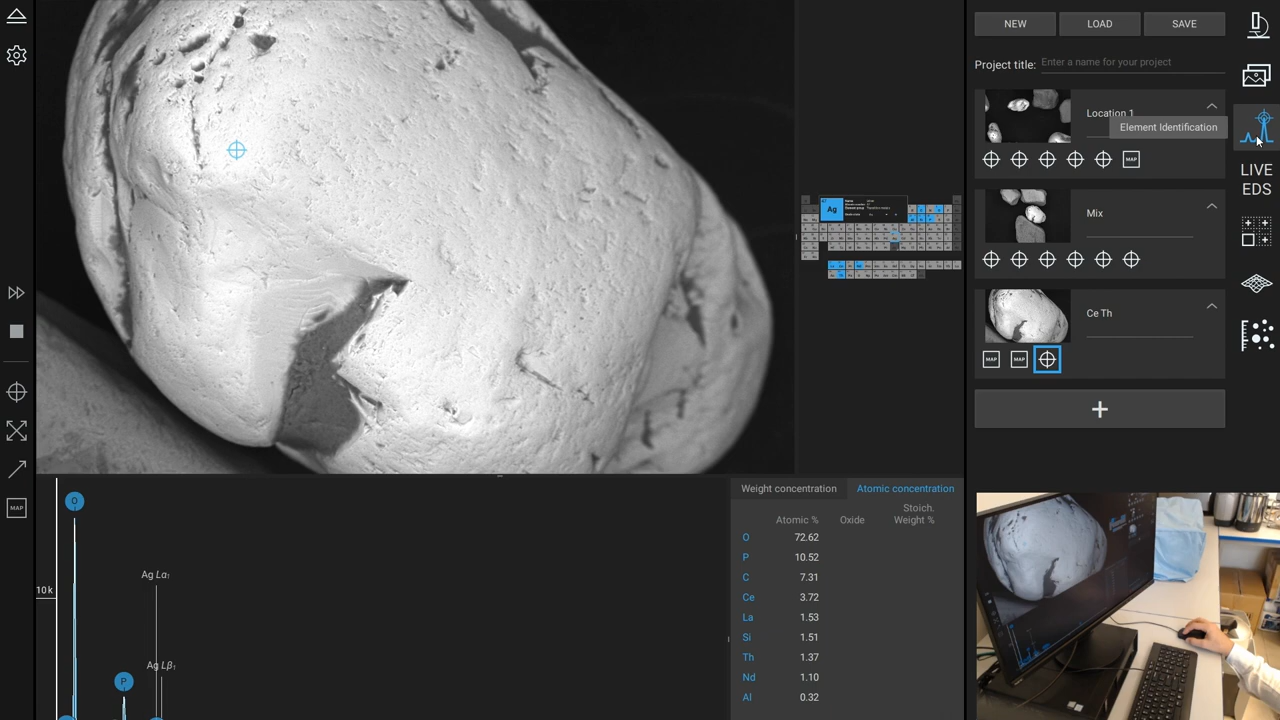 NEW
LOAD
SAVE
Project title: Enter a name for your project
Location 1
Element Identification
MAP
LIVE
EDS
Mix
Ce Th
MAP
MAP
+
MAP
Ag
O
Ag Lα₁
10 k
Ag Lβ₁
P
Weight concentration
Atomic concentration
Atomic %
Oxide
Stoich.
Weight %
O 72.62
P 10.52
C 7.31
Ce 3.72
La 1.53
Si 1.51
Th 1.37
Nd 1.10
Al 0.32